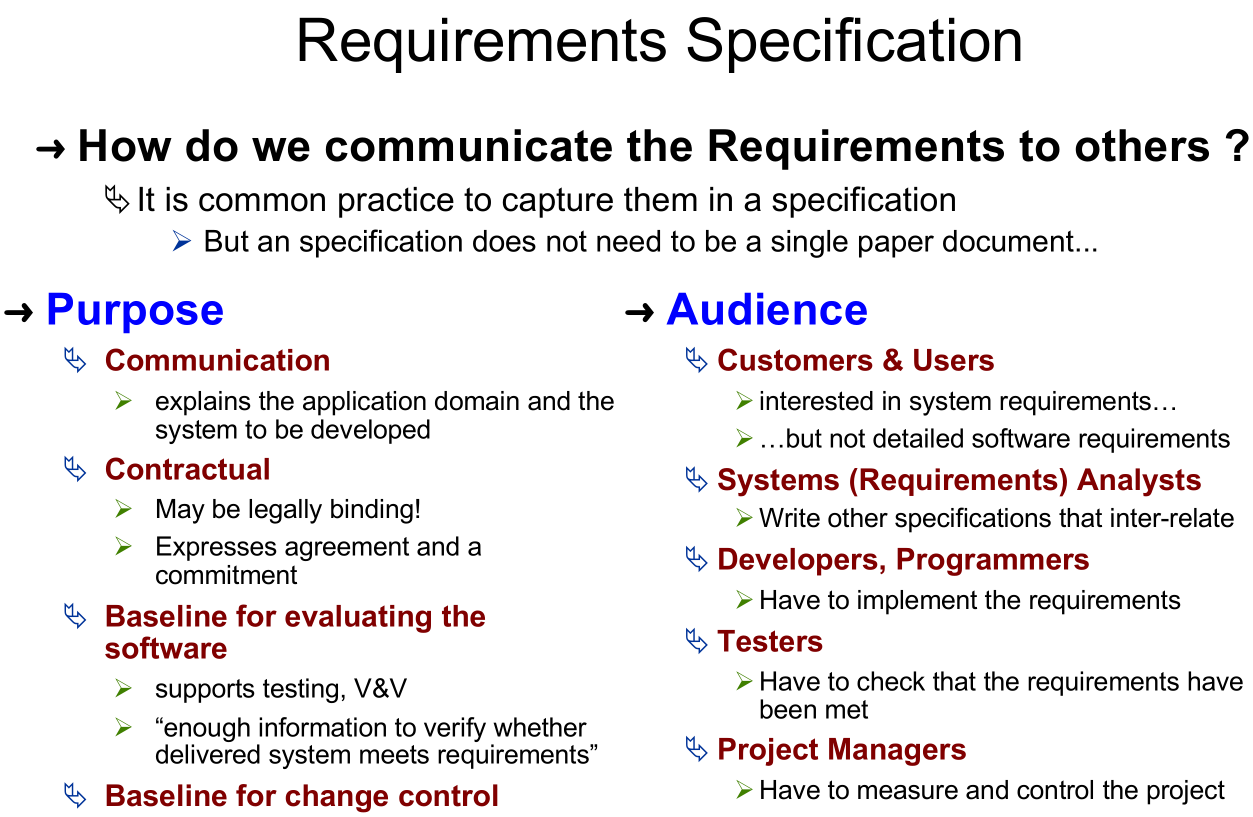 Requirements Specification
➜ How do we communicate the Requirements to others ?
It is common practice to capture them in a specification
➢ But an specification does not need to be a single paper document...
➜ Purpose
Communication
➢ explains the application domain and the
system to be developed
Contractual
➢ May be legally binding!
➢ Expresses agreement and a
commitment
Baseline for evaluating the
software
➢ supports testing, V&V
➢ “enough information to verify whether
delivered system meets requirements”
Baseline for change control
➜ Audience
Customers & Users
➢ interested in system requirements…
➢ …but not detailed software requirements
Systems (Requirements) Analysts
➢ Write other specifications that inter-relate
Developers, Programmers
➢ Have to implement the requirements
Testers
➢ Have to check that the requirements have
been met
Project Managers
➢ Have to measure and control the project